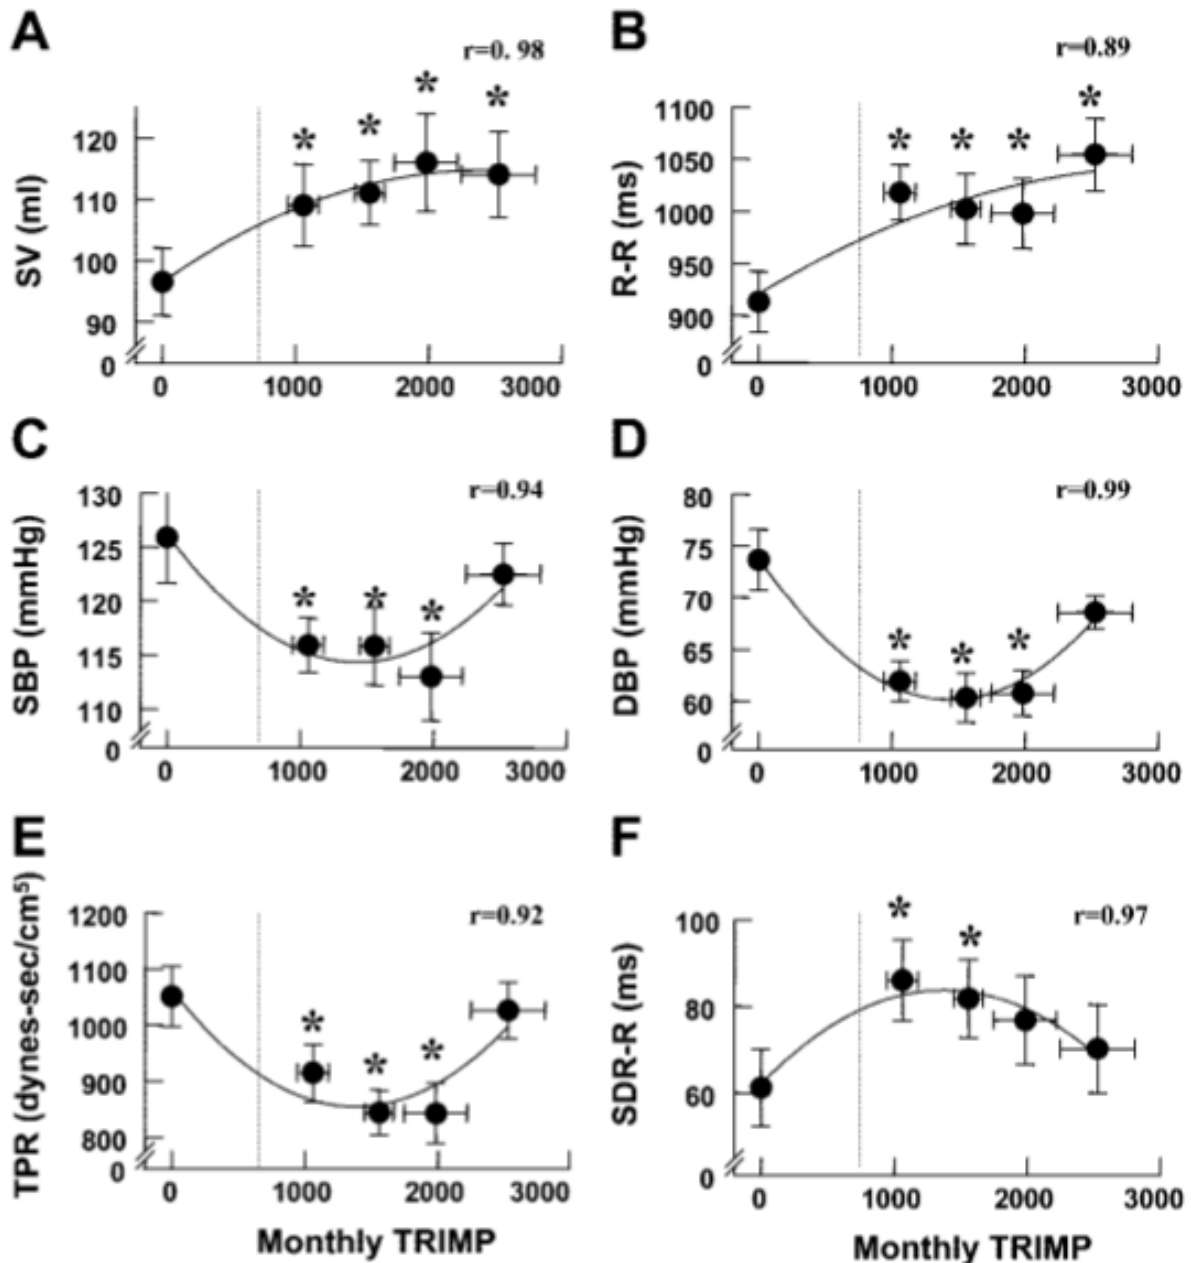 A
r=0. 98
* * * *
SV (ml)
120
110
100
90
0
0 1000 2000 3000
B
r=0.89
* * * *
R-R (ms)
1100
1050
1000
950
900
0
0 1000 2000 3000
C
r=0.94
* * *
SBP (mmHg)
130
125
120
115
110
0
0 1000 2000 3000
D
r=0.99
* * *
DBP (mmHg)
80
75
70
65
60
0
0 1000 2000 3000
E
r=0.92
* * *
TPR (dynes-sec/cm⁵)
1200
1100
1000
900
800
0
0 1000 2000 3000
Monthly TRIMP
F
r=0.97
* *
SDR-R (ms)
100
80
60
0
0 1000 2000 3000
Monthly TRIMP